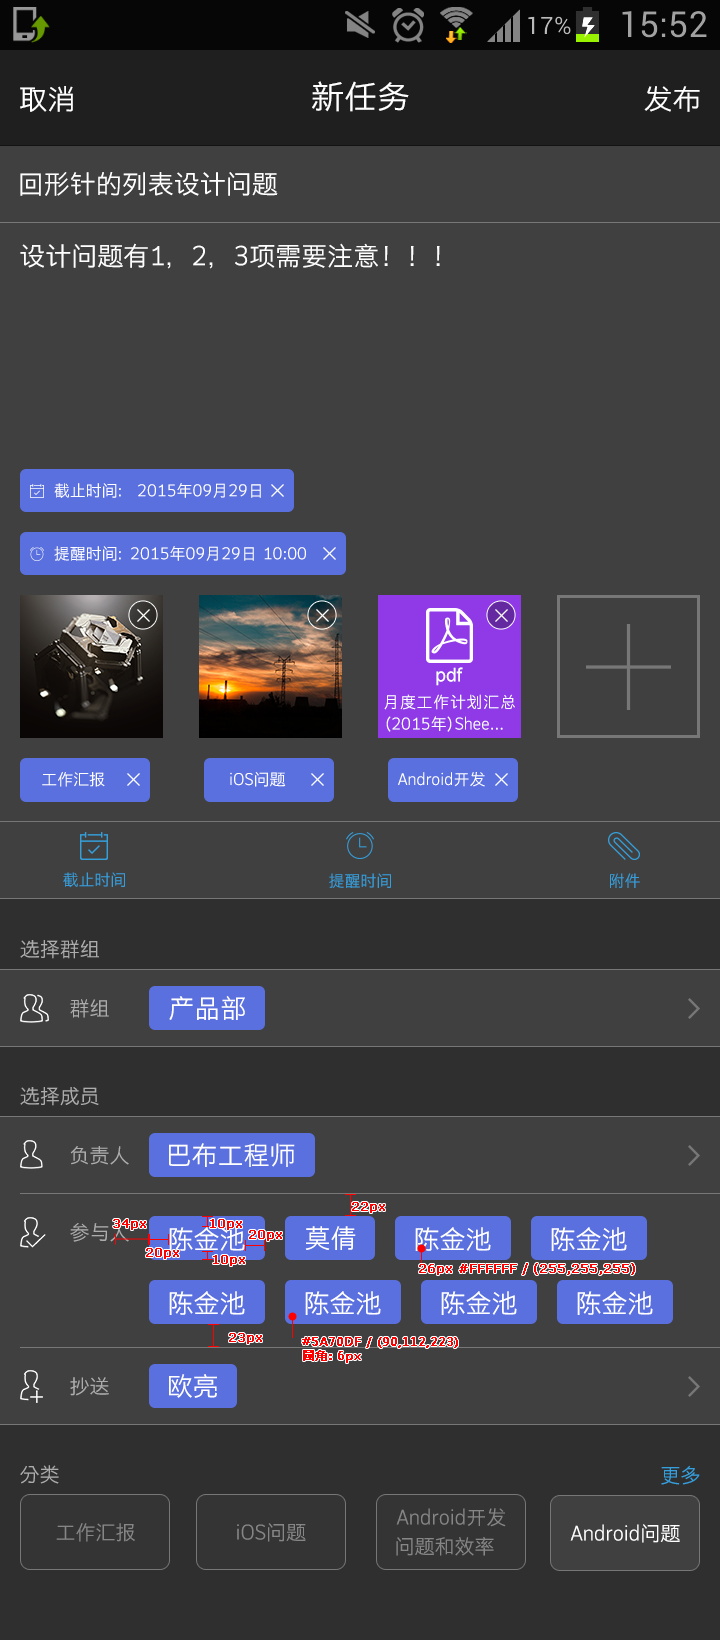 17% 15:52
取消 新任务 发布
回形针的列表设计问题
设计问题有1，2，3项需要注意！！！
截止时间： 2015年09月29日
提醒时间: 2015年09月29日 10:00
pdf
月度工作计划汇总
(2015年)Shee...
工作汇报 iOS问题 Android开发
截止时间 提醒时间 附件
选择群组
群组 产品部
选择成员
负责人 巴布工程师
22px
34px 10px
参与人 陈金池 莫倩 陈金池 陈金池
20px 20px
10px
26px #FFFFFF / (255,255,255)
陈金池 陈金池 陈金池 陈金池
23px
#5A70DF / (90,112,223)
圆角: 6px
抄送 欧亮
分类 更多
工作汇报 iOS问题 Android开发 Android问题
问题和效率